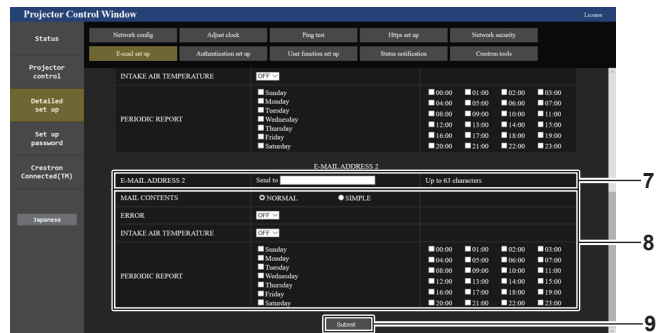 Projector Control Window
License
Status
Projector control
Detailed set up
Set up password
Crestron Connected(TM)
Japanese
Network config
Adjust clock
Ping test
Https set up
Network security
E-mail set up
Authentication set up
User function set up
Status notification
Crestron tools
INTAKE AIR TEMPERATURE OFF
PERIODIC REPORT
Sunday
Monday
Tuesday
Wednesday
Thursday
Friday
Saturday
00:00 01:00 02:00 03:00
04:00 05:00 06:00 07:00
08:00 09:00 10:00 11:00
12:00 13:00 14:00 15:00
16:00 17:00 18:00 19:00
20:00 21:00 22:00 23:00
E-MAIL ADDRESS 2
E-MAIL ADDRESS 2 Send to Up to 63 characters
7
MAIL CONTENTS NORMAL SIMPLE
ERROR OFF
INTAKE AIR TEMPERATURE OFF
8
PERIODIC REPORT
Sunday
Monday
Tuesday
Wednesday
Thursday
Friday
Saturday
00:00 01:00 02:00 03:00
04:00 05:00 06:00 07:00
08:00 09:00 10:00 11:00
12:00 13:00 14:00 15:00
16:00 17:00 18:00 19:00
20:00 21:00 22:00 23:00
Submit
9